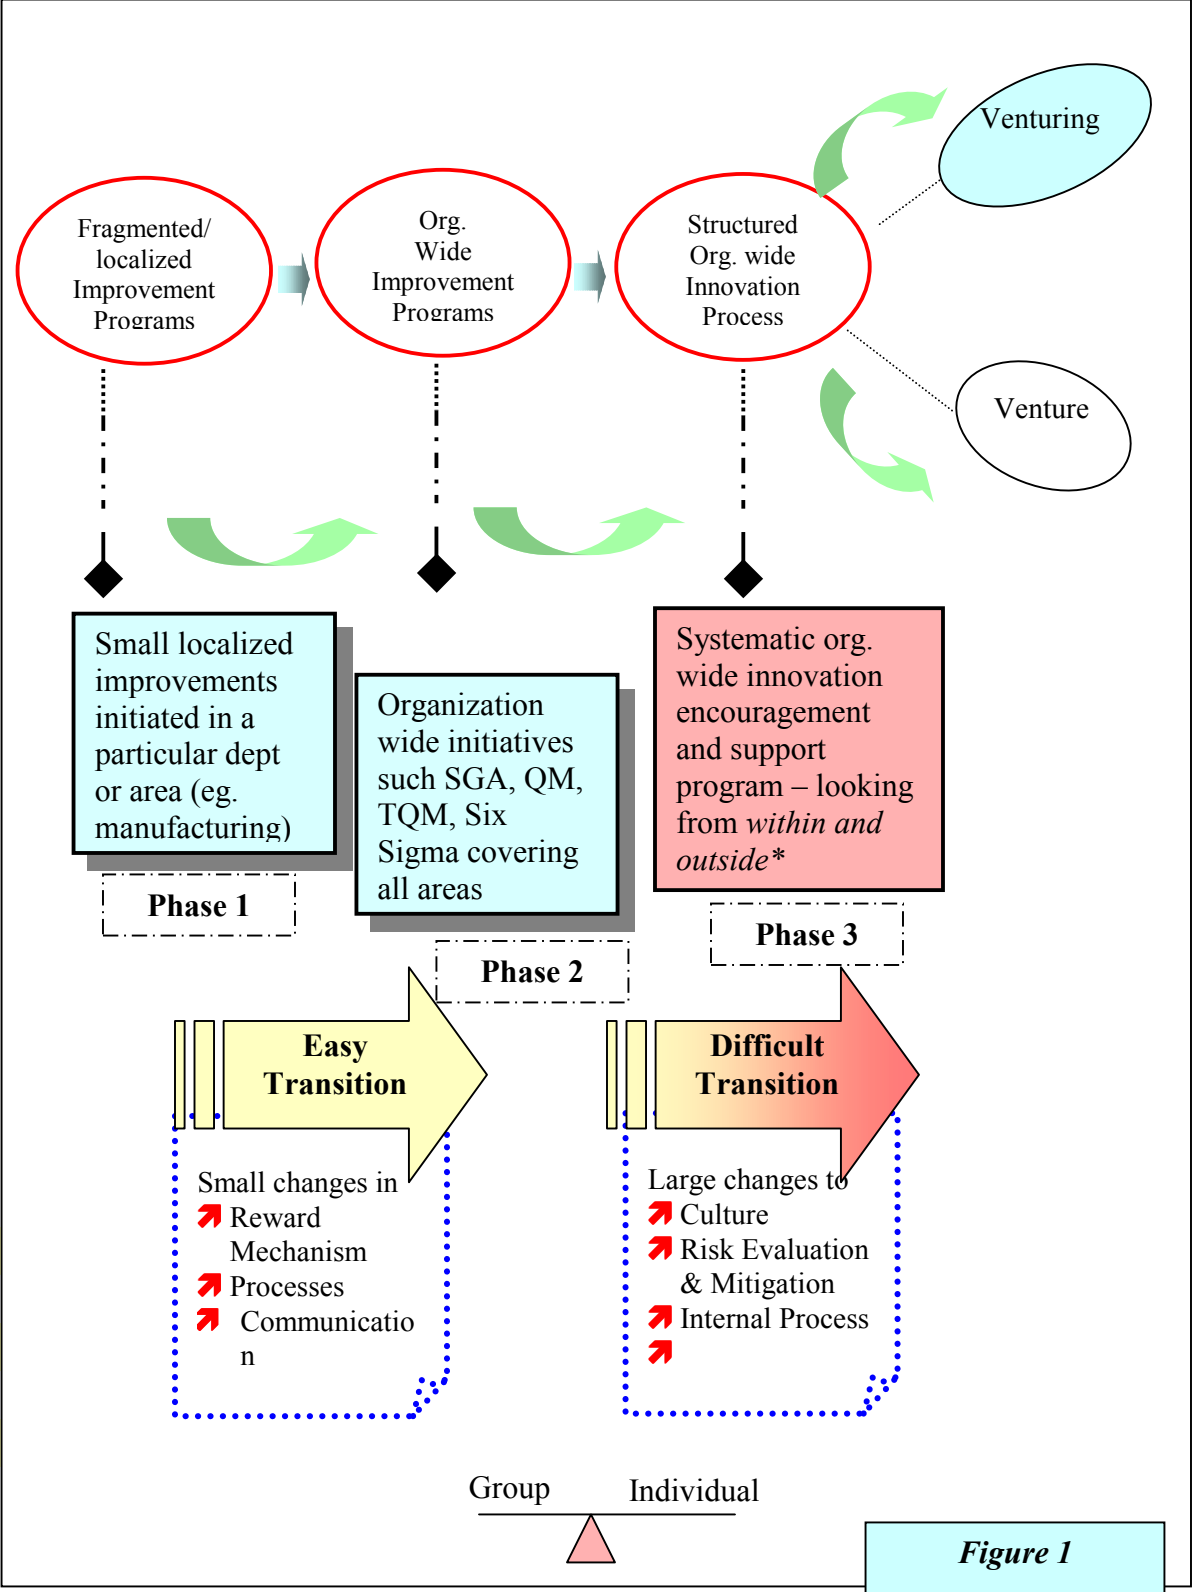 Venturing
Fragmented/
localized
Improvement
Programs
Org.
Wide
Improvement
Programs
Structured
Org. wide
Innovation
Process
Venture
Small localized
improvements
initiated in a
particular dept
or area (eg.
manufacturing)
Phase 1
Organization
wide initiatives
such SGA, QM,
TQM, Six
Sigma covering
all areas
Phase 2
Systematic org.
wide innovation
encouragement
and support
program – looking
from within and
outside*
Phase 3
Easy
Transition
Difficult
Transition
Small changes in
Reward
Mechanism
Processes
Communicatio
n
Large changes to
Culture
Risk Evaluation
& Mitigation
Internal Process
Group
Individual
Figure 1